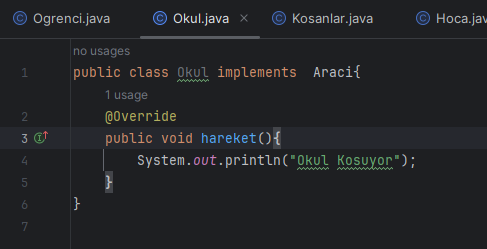 Ogrenci.java Okul.java Kosanlar.java Hoca.jav
no usages
1 public class Okul implements  Araci{
1 usage
2 @Override
3 public void hareket(){
4 System.out.println("Okul Kosuyor");
5 }
6 }
7